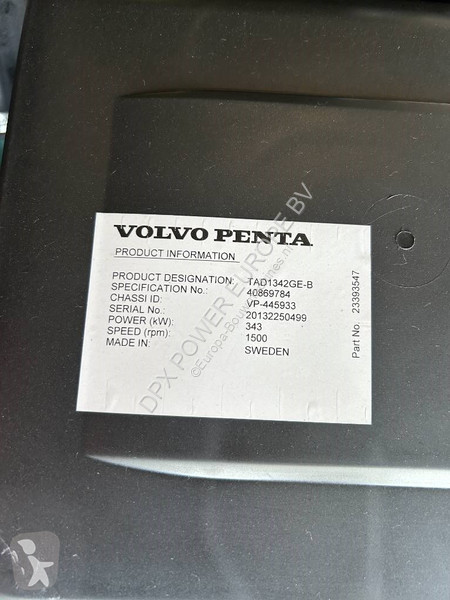 VOLVO PENTA
PRODUCT INFORMATION
PRODUCT DESIGNATION: TAD1342GE-B
SPECIFICATION No.: 40869784
CHASSI ID: VP-445933
SERIAL No.: 20132250499
POWER (kW): 343
SPEED (rpm): 1500
MADE IN: SWEDEN
Part No. 23393547
DPX POWER EUROPE BV